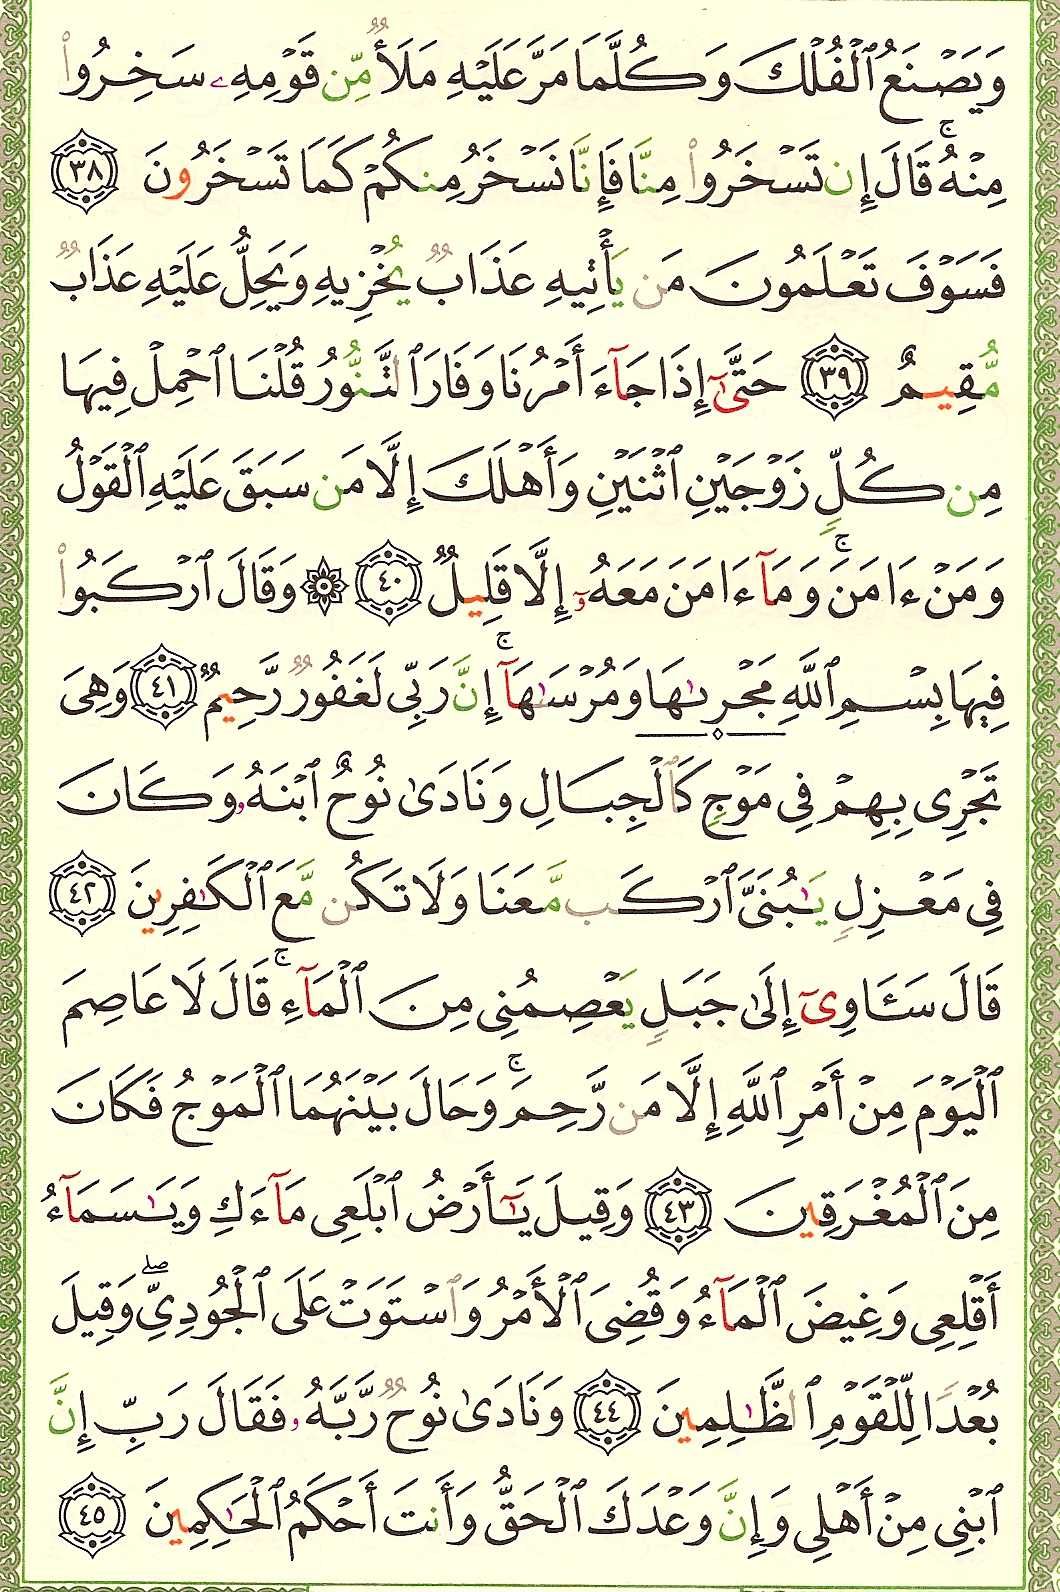 وَيَصۡنَعُ ٱلۡفُلۡكَ وَكُلَّمَا مَرَّ عَلَيۡهِ مَلَأٞ مِّن قَوۡمِهِۦ سَخِرُواْ
مِنۡهُۚ قَالَ إِن تَسۡخَرُواْ مِنَّا فَإِنَّا نَسۡخَرُ مِنكُمۡ كَمَا تَسۡخَرُونَ ٣٨
فَسَوۡفَ تَعۡلَمُونَ مَن يَأۡتِيهِ عَذَابٞ يُخۡزِيهِ وَيَحِلُّ عَلَيۡهِ عَذَابٞ
مُّقِيمٌ ٣٩ حَتَّىٰٓ إِذَا جَآءَ أَمۡرُنَا وَفَارَ ٱلتَّنُّورُ قُلۡنَا ٱحۡمِلۡ فِيهَا
مِن كُلّٖ زَوۡجَيۡنِ ٱثۡنَيۡنِ وَأَهۡلَكَ إِلَّا مَن سَبَقَ عَلَيۡهِ ٱلۡقَوۡلُ
وَمَنۡ ءَامَنَۚ وَمَآ ءَامَنَ مَعَهُۥٓ إِلَّا قَلِيلٞ ٤٠ ۞ وَقَالَ ٱرۡكَبُواْ
فِيهَا بِسۡمِ ٱللَّهِ مَجۡرٜىٰهَا وَمُرۡسَىٰهَآۚ إِنَّ رَبِّي لَغَفُورٞ رَّحِيمٞ ٤١ وَهِيَ
تَجۡرِي بِهِمۡ فِي مَوۡجٖ كَٱلۡجِبَالِ وَنَادَىٰ نُوحٌ ٱبۡنَهُۥ وَكَانَ
فِي مَعۡزِلٖ يَٰبُنَيَّ ٱرۡكَب مَّعَنَا وَلَا تَكُن مَّعَ ٱلۡكَٰفِرِينَ ٤٢
قَالَ سَـَٔاوِيٓ إِلَىٰ جَبَلٖ يَعۡصِمُنِي مِنَ ٱلۡمَآءِۚ قَالَ لَا عَاصِمَ
ٱلۡيَوۡمَ مِنۡ أَمۡرِ ٱللَّهِ إِلَّا مَن رَّحِمَۚ وَحَالَ بَيۡنَهُمَا ٱلۡمَوۡجُ فَكَانَ
مِنَ ٱلۡمُغۡرَقِينَ ٤٣ وَقِيلَ يَٰٓأَرۡضُ ٱبۡلَعِي مَآءَكِ وَيَٰسَمَآءُ
أَقۡلِعِي وَغِيضَ ٱلۡمَآءُ وَقُضِيَ ٱلۡأَمۡرُ وَٱسۡتَوَتۡ عَلَى ٱلۡجُودِيِّۖ وَقِيلَ
بُعۡدٗا لِّلۡقَوۡمِ ٱلظَّٰلِمِينَ ٤٤ وَنَادَىٰ نُوحٞ رَّبَّهُۥ فَقَالَ رَبِّ إِنَّ
ٱبۡنِي مِنۡ أَهۡلِي وَإِنَّ وَعۡدَكَ ٱلۡحَقُّ وَأَنتَ أَحۡكَمُ ٱلۡحَٰكِمِينَ ٤٥